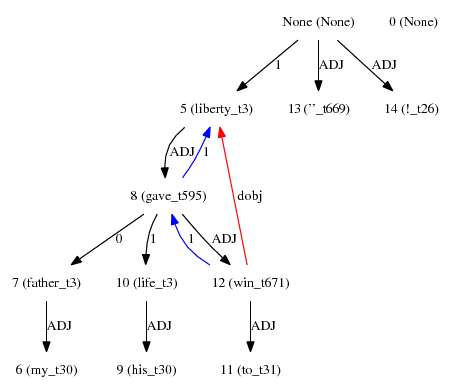 None (None) 0 (None)
1 ADJ ADJ
5 (liberty_t3) 13 (''_t669) 14 (!_t26)
ADJ 1
8 (gave_t595) dobj
0 1 1 ADJ
7 (father_t3) 10 (life_t3) 12 (win_t671)
ADJ ADJ ADJ
6 (my_t30) 9 (his_t30) 11 (to_t31)